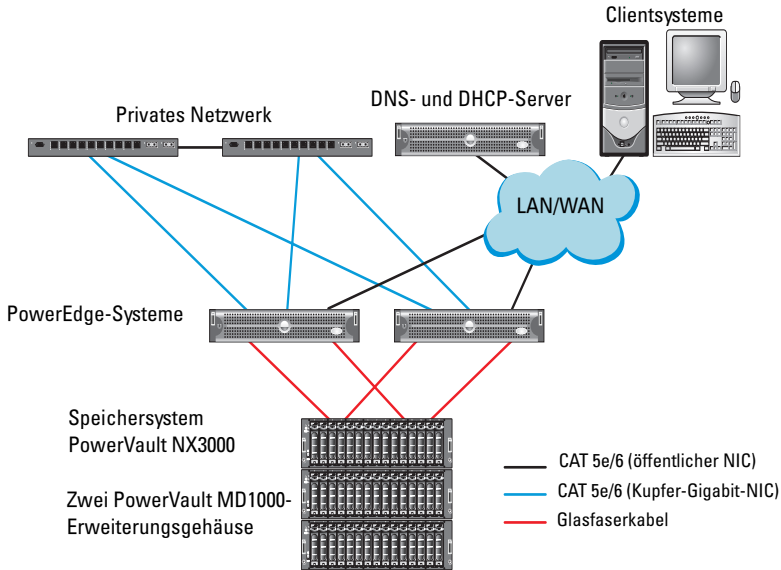 Clientsysteme
DNS- und DHCP-Server
Privates Netzwerk
LAN/WAN
PowerEdge-Systeme
Speichersystem
PowerVault NX3000
Zwei PowerVault MD1000-
Erweiterungsgehäuse
CAT 5e/6 (öffentlicher NIC)
CAT 5e/6 (Kupfer-Gigabit-NIC)
Glasfaserkabel